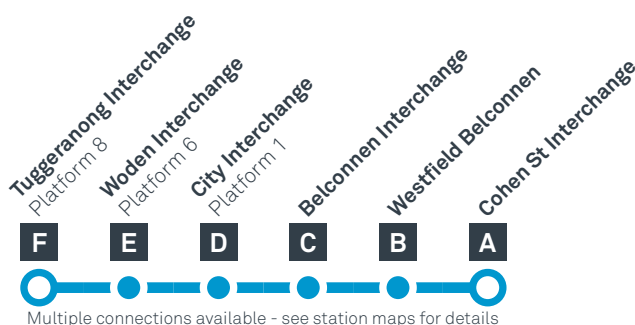 Tuggeranong Interchange
Platform 8
Woden Interchange
Platform 6
City Interchange
Platform 1
Belconnen Interchange
Westfield Belconnen
Cohen St Interchange
F E D C B A
Multiple connections available - see station maps for details